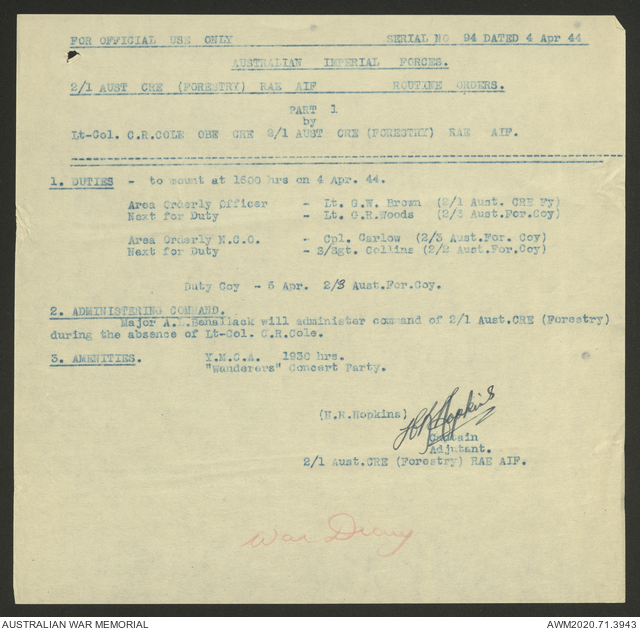 FOR OFFICIAL USE ONLY SERIAL NO 94 DATED 4 Apr 44
AUSTRALIAN IMPERIAL FORCES.
2/1 AUST CRE (FORESTRY) RAE AIF ROUTINE ORDERS.
PART 1
by
Lt-Col. C.R.COLE OBE CRE 2/1 AUST CRE (FORESTRY) RAE AIF.
1. DUTIES - to mount at 1600 hrs on 4 Apr. 44.
Area Orderly Officer - Lt. G.W. Brown (2/1 Aust. CRE Fy)
Next for Duty - Lt. G.R.Woods (2/3 Aust.For.Coy)
Area Orderly N.C.O. - Cpl. Carlow (2/3 Aust.For. Coy)
Next for Duty - S/Sgt. Collins (2/2 Aust.For.Coy)
Duty Coy - 5 Apr. 2/3 Aust.For.Coy.
2. ADMINISTERING COMMAND.
Major A.L.Benallack will administer command of 2/1 Aust.CRE (Forestry)
during the absence of Lt-Col. C.R.Cole.
3. AMENITIES. Y.M.C.A. 1930 hrs.
"Wanderers" Concert Party.
(H.K.Hopkins) HKHopkins
Captain
Adjutant.
2/1 Aust.CRE (Forestry) RAE AIF.
War Diary
AUSTRALIAN WAR MEMORIAL AWM2020.71.3943